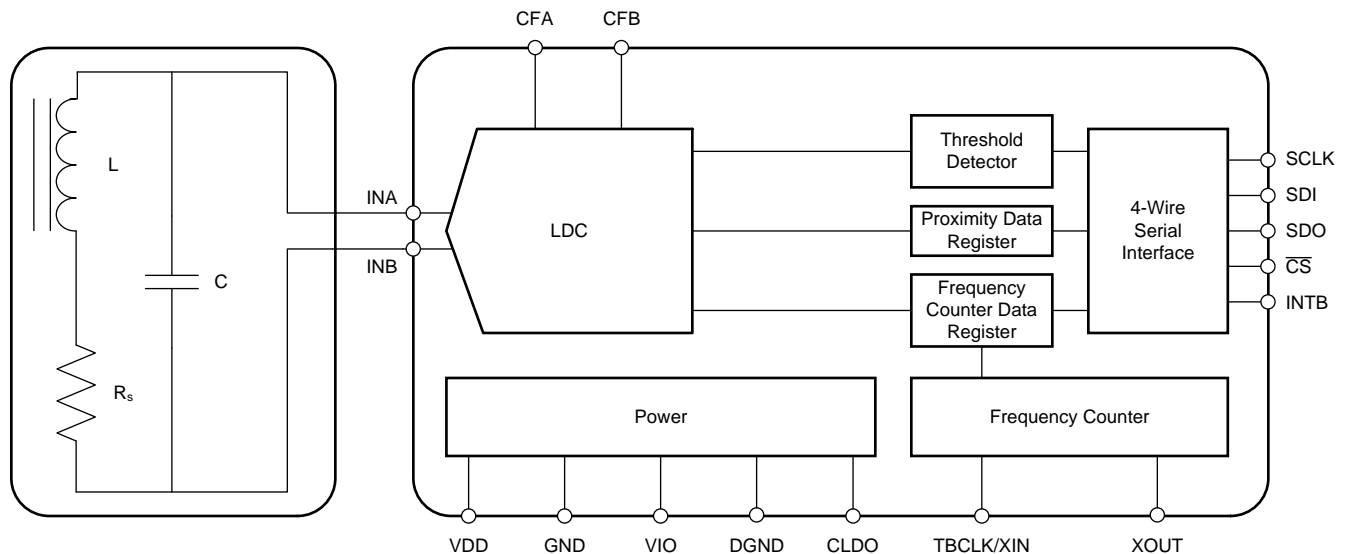 CFA
CFB
L
C
Rs
INA
INB
LDC
Threshold
Detector
Proximity Data
Register
Frequency
Counter Data
Register
4-Wire
Serial
Interface
SCLK
SDI
SDO
C̅S̅
INTB
Power
Frequency Counter
VDD
GND
VIO
DGND
CLDO
TBCLK/XIN
XOUT